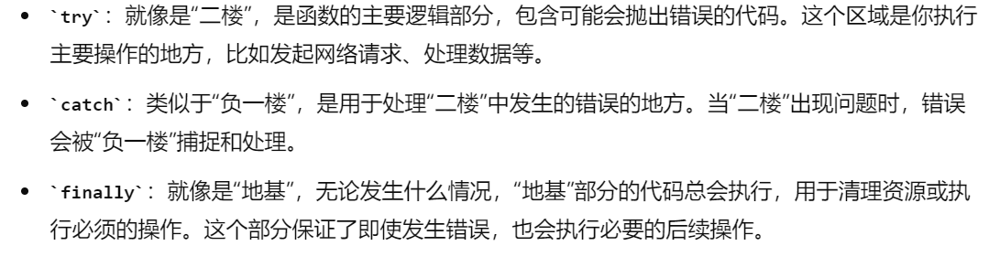 • `try`：就像是“二楼”，是函数的主要逻辑部分，包含可能会抛出错误的代码。这个区域是你执行
主要操作的地方，比如发起网络请求、处理数据等。
• `catch`：类似于“负一楼”，是用于处理“二楼”中发生的错误的地方。当“二楼”出现问题时，错误
会被“负一楼”捕捉和处理。
• `finally`：就像是“地基”，无论发生什么情况，“地基”部分的代码总会执行，用于清理资源或执
行必须的操作。这个部分保证了即使发生错误，也会执行必要的后续操作。